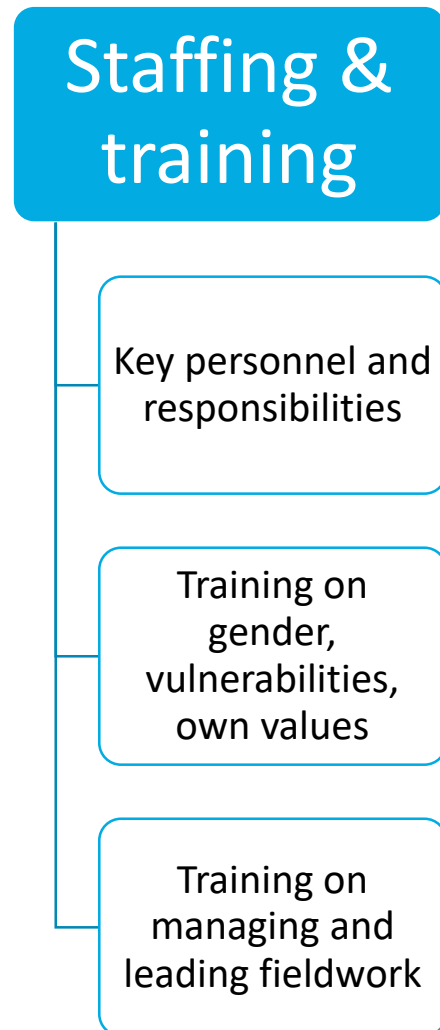 Staffing &
training
Key personnel and
responsibilities
Training on
gender,
vulnerabilities,
own values
Training on
managing and
leading fieldwork